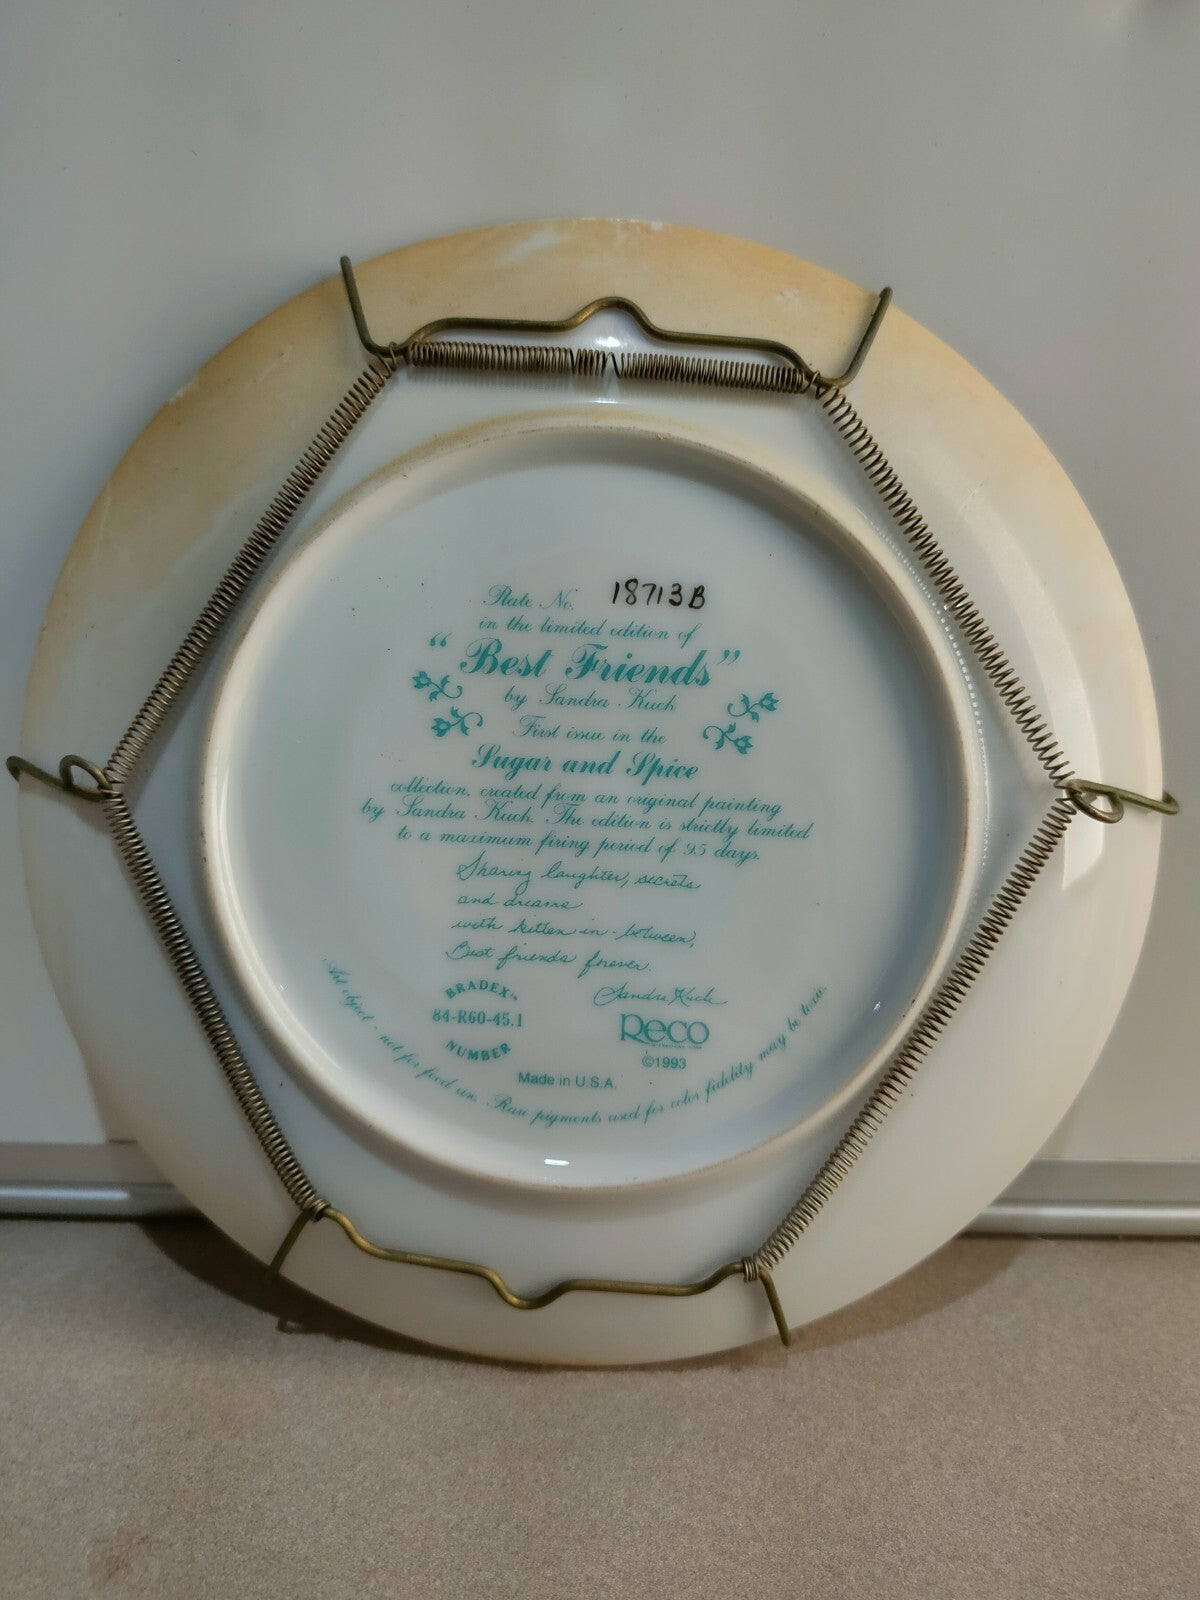 Plate No. 18713B
in the limited edition of
"Best Friends"
by Sandra Kuck
First issue in the
Sugar and Spice
collection, created from an original painting
by Sandra Kuck. The edition is strictly limited
to a maximum firing period of 95 days.
Sharing laughter, secrets
and dreams
with kitten in-between,
Best friends forever.
Sandra Kuck
BRADEX™
84-R60-45.1
NUMBER
Reco
©1993
Made in U.S.A.
Art object - not for food use. Rare pigments used for color fidelity may be toxic.